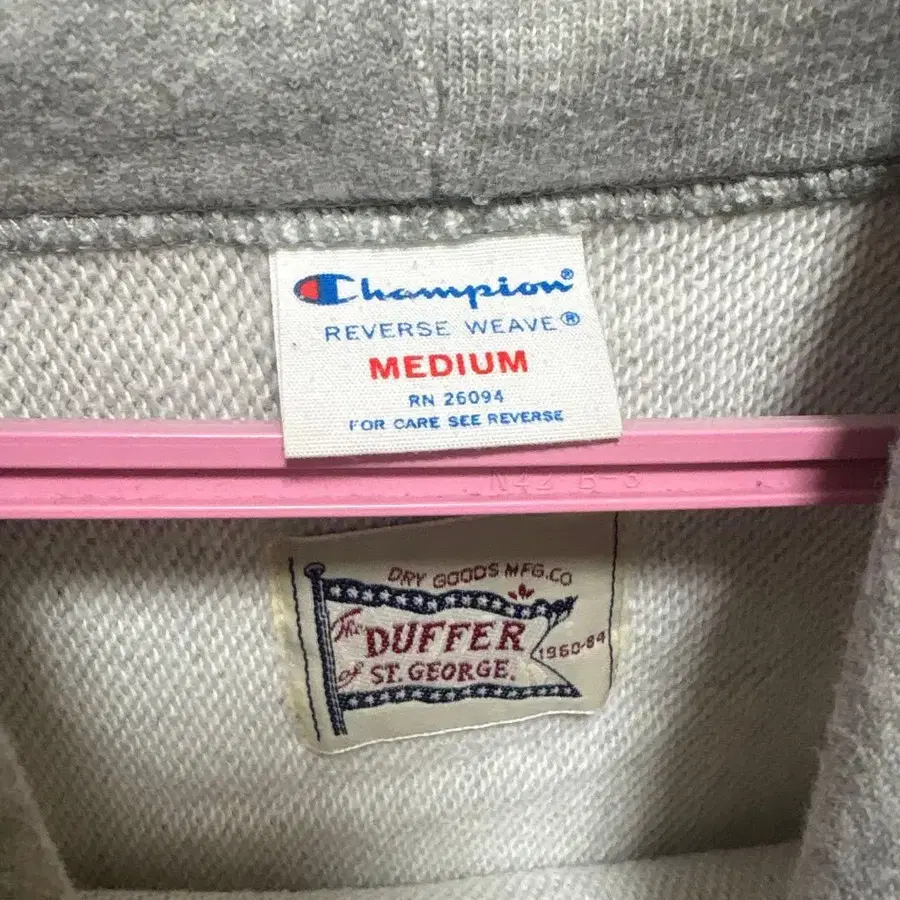 Champion®
REVERSE WEAVE®
MEDIUM
RN 26094
FOR CARE SEE REVERSE
DRY GOODS MFG.CO
The DUFFER
of ST. GEORGE.
1960-84